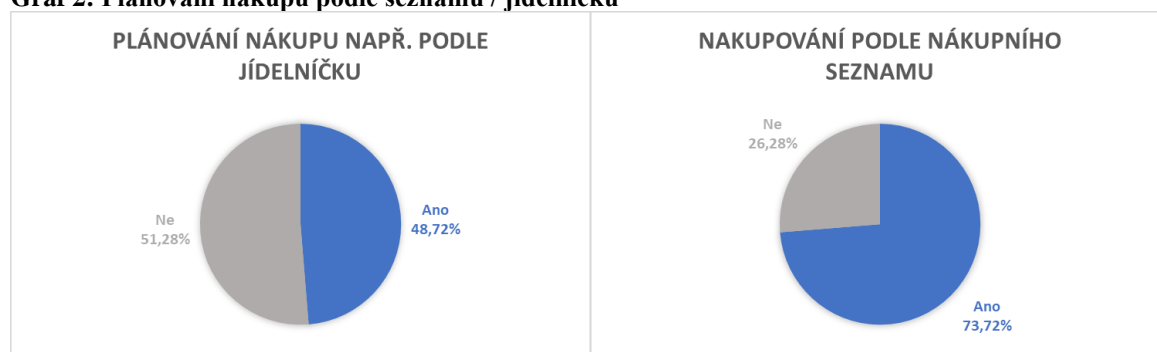 Graf 2: Plánování nákupu podle seznamu / jídelníčku
PLÁNOVÁNÍ NÁKUPU NAPŘ. PODLE
JÍDELNÍČKU
Ne
51,28%
Ano
48,72%
NAKUPOVÁNÍ PODLE NÁKUPNÍHO
SEZNAMU
Ne
26,28%
Ano
73,72%